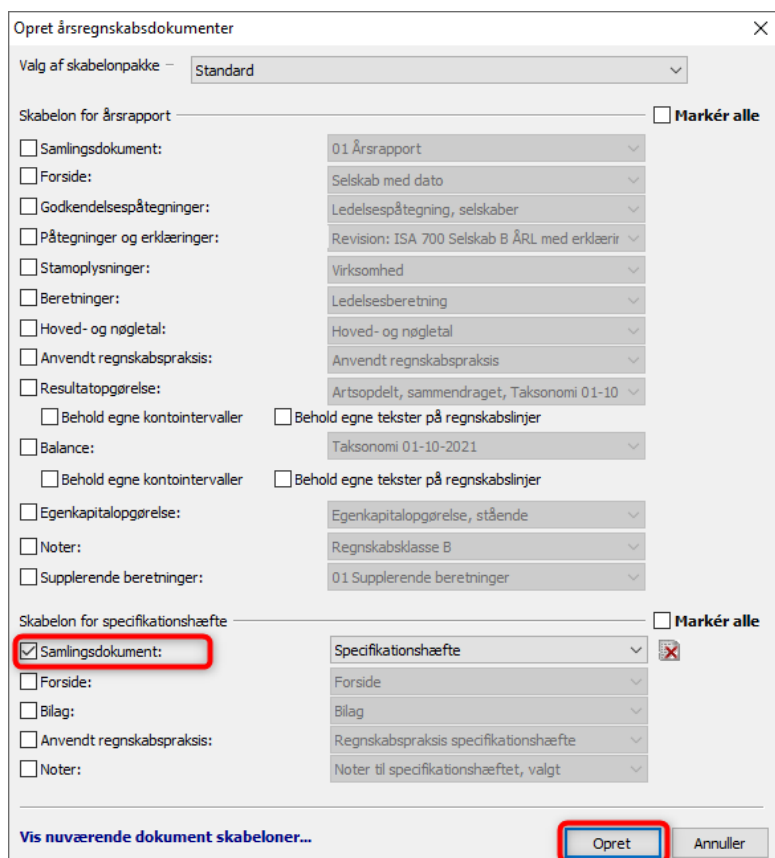 Opret årsregnskabsdokumenter
Valg af skabelonpakke Standard
Skabelon for årsrapport Markér alle
Samlingsdokument: 01 Årsrapport
Forside: Selskab med dato
Godkendelsespåtegninger: Ledelsespåtegning, selskaber
Påtegninger og erklæringer: Revision: ISA 700 Selskab B ÅRL med erklærir
Stamoplysninger: Virksomhed
Beretninger: Ledelsesberetning
Hoved- og nøgletal: Hoved- og nøgletal
Anvendt regnskabspraksis: Anvendt regnskabspraksis
Resultatopgørelse: Artsopdelt, sammendraget, Taksonomi 01-10
Behold egne kontointervaller Behold egne tekster på regnskabslinjer
Balance: Taksonomi 01-10-2021
Behold egne kontointervaller Behold egne tekster på regnskabslinjer
Egenkapitalopgørelse: Egenkapitalopgørelse, stående
Noter: Regnskabsklasse B
Supplerende beretninger: 01 Supplerende beretninger
Skabelon for specifikationshæfte Markér alle
Samlingsdokument: Specifikationshæfte
Forside: Forside
Bilag: Bilag
Anvendt regnskabspraksis: Regnskabspraksis specifikationshæfte
Noter: Noter til specifikationshæftet, valgt
Vis nuværende dokument skabeloner... Opret Annuller